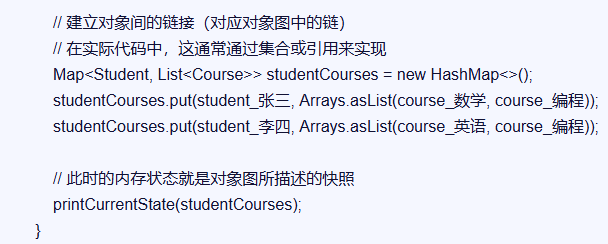 // 建立对象间的链接（对应对象图中的链）
// 在实际代码中，这通常通过集合或引用来实现
Map<Student, List<Course>> studentCourses = new HashMap<>();
studentCourses.put(student_张三, Arrays.asList(course_数学, course_编程));
studentCourses.put(student_李四, Arrays.asList(course_英语, course_编程));
// 此时的内存状态就是对象图所描述的快照
printCurrentState(studentCourses);
}